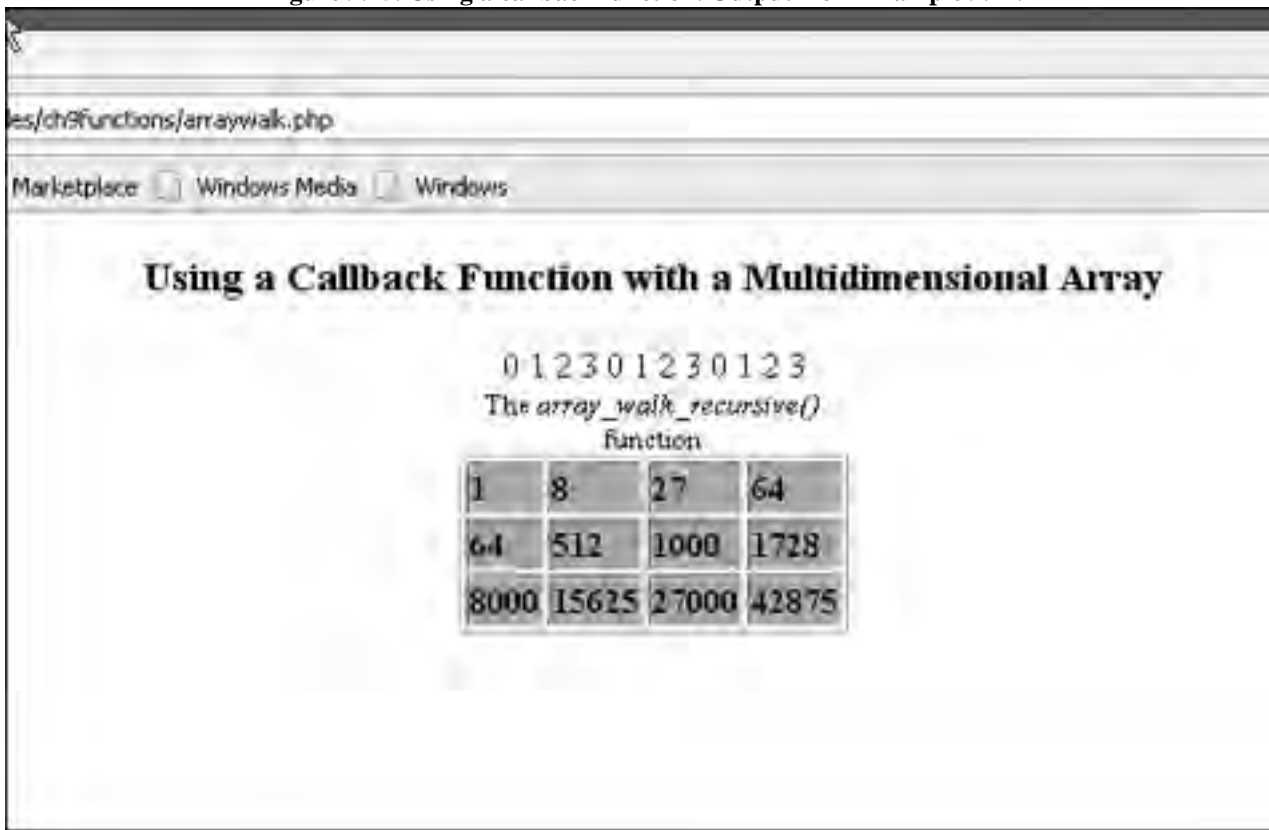 es/ch9functions/arraywalk.php
Marketplace Windows Media Windows
Using a Callback Function with a Multidimensional Array
0 1 2 3 0 1 2 3 0 1 2 3
The array_walk_recursive()
function
1 8 27 64
64 512 1000 1728
8000 15625 27000 42875